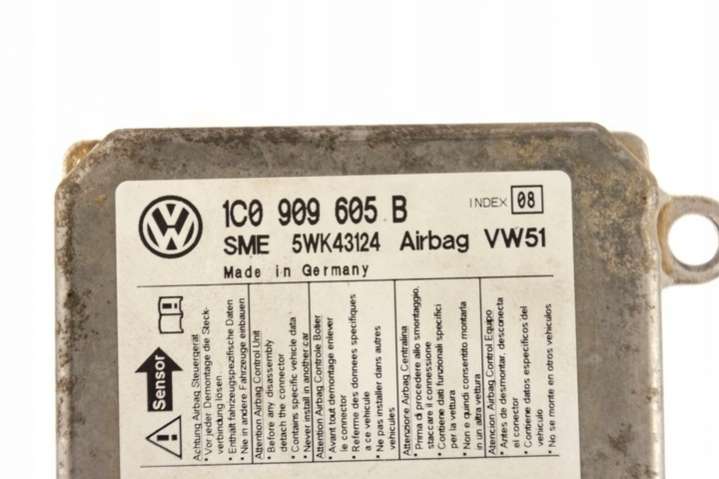 1C0 909 605 B
INDEX 08
SME 5WK43124 Airbag VW51
Made in Germany
Sensor
Achtung Airbag Steuergerät
• Vor jeder Demontage die Steck-
verbindung lösen
• Enthält fahrzeugspezifische Daten
• Nie in andere Fahrzeuge einbauen
Attention Airbag Control Unit
• Before any disassembly
detach the connector
• Contains specific vehicle data
• Never install in another car
Attention Airbag Controle Boitier
• Avant tout demontage enlever
le connector
• Referme des données spécifiques
a ce vehicule
• Ne pas installer dans autres
vehicules
Attenzione Airbag Centralina
• Prima di procedere allo smontaggio,
staccare il connessione
• Contiene dati funzionali specifici
per la vettura
• Non e quindi consentito montarla
in un altra vettura
Atencion Airbag Control Equipo
• Antes de desmontar, desconecta
el conector
• Contiene datos especificos del
vehiculo
• No se monte en otros vehiculos